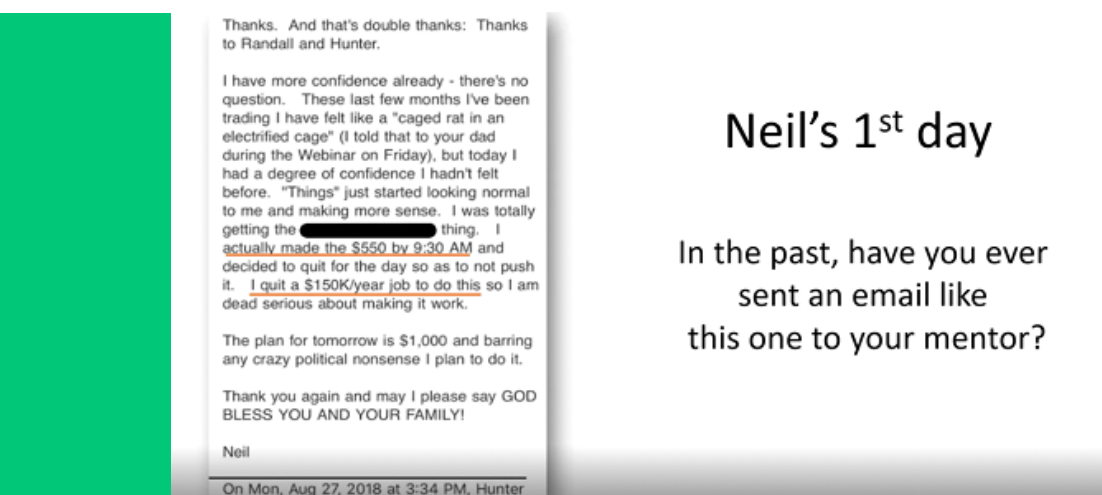 Thanks. And that's double thanks: Thanks
to Randall and Hunter.
I have more confidence already - there's no
question. These last few months I've been
trading I have felt like a "caged rat in an
electrified cage" (I told that to your dad
during the Webinar on Friday), but today I
had a degree of confidence I hadn't felt
before. "Things" just started looking normal
to me and making more sense. I was totally
getting the thing. I
actually made the $550 by 9:30 AM and
decided to quit for the day so as to not push
it. I quit a $150K/year job to do this so I am
dead serious about making it work.
The plan for tomorrow is $1,000 and barring
any crazy political nonsense I plan to do it.
Thank you again and may I please say GOD
BLESS YOU AND YOUR FAMILY!
Neil
On Mon, Aug 27, 2018 at 3:34 PM, Hunter
Neil's 1st day
In the past, have you ever
sent an email like
this one to your mentor?